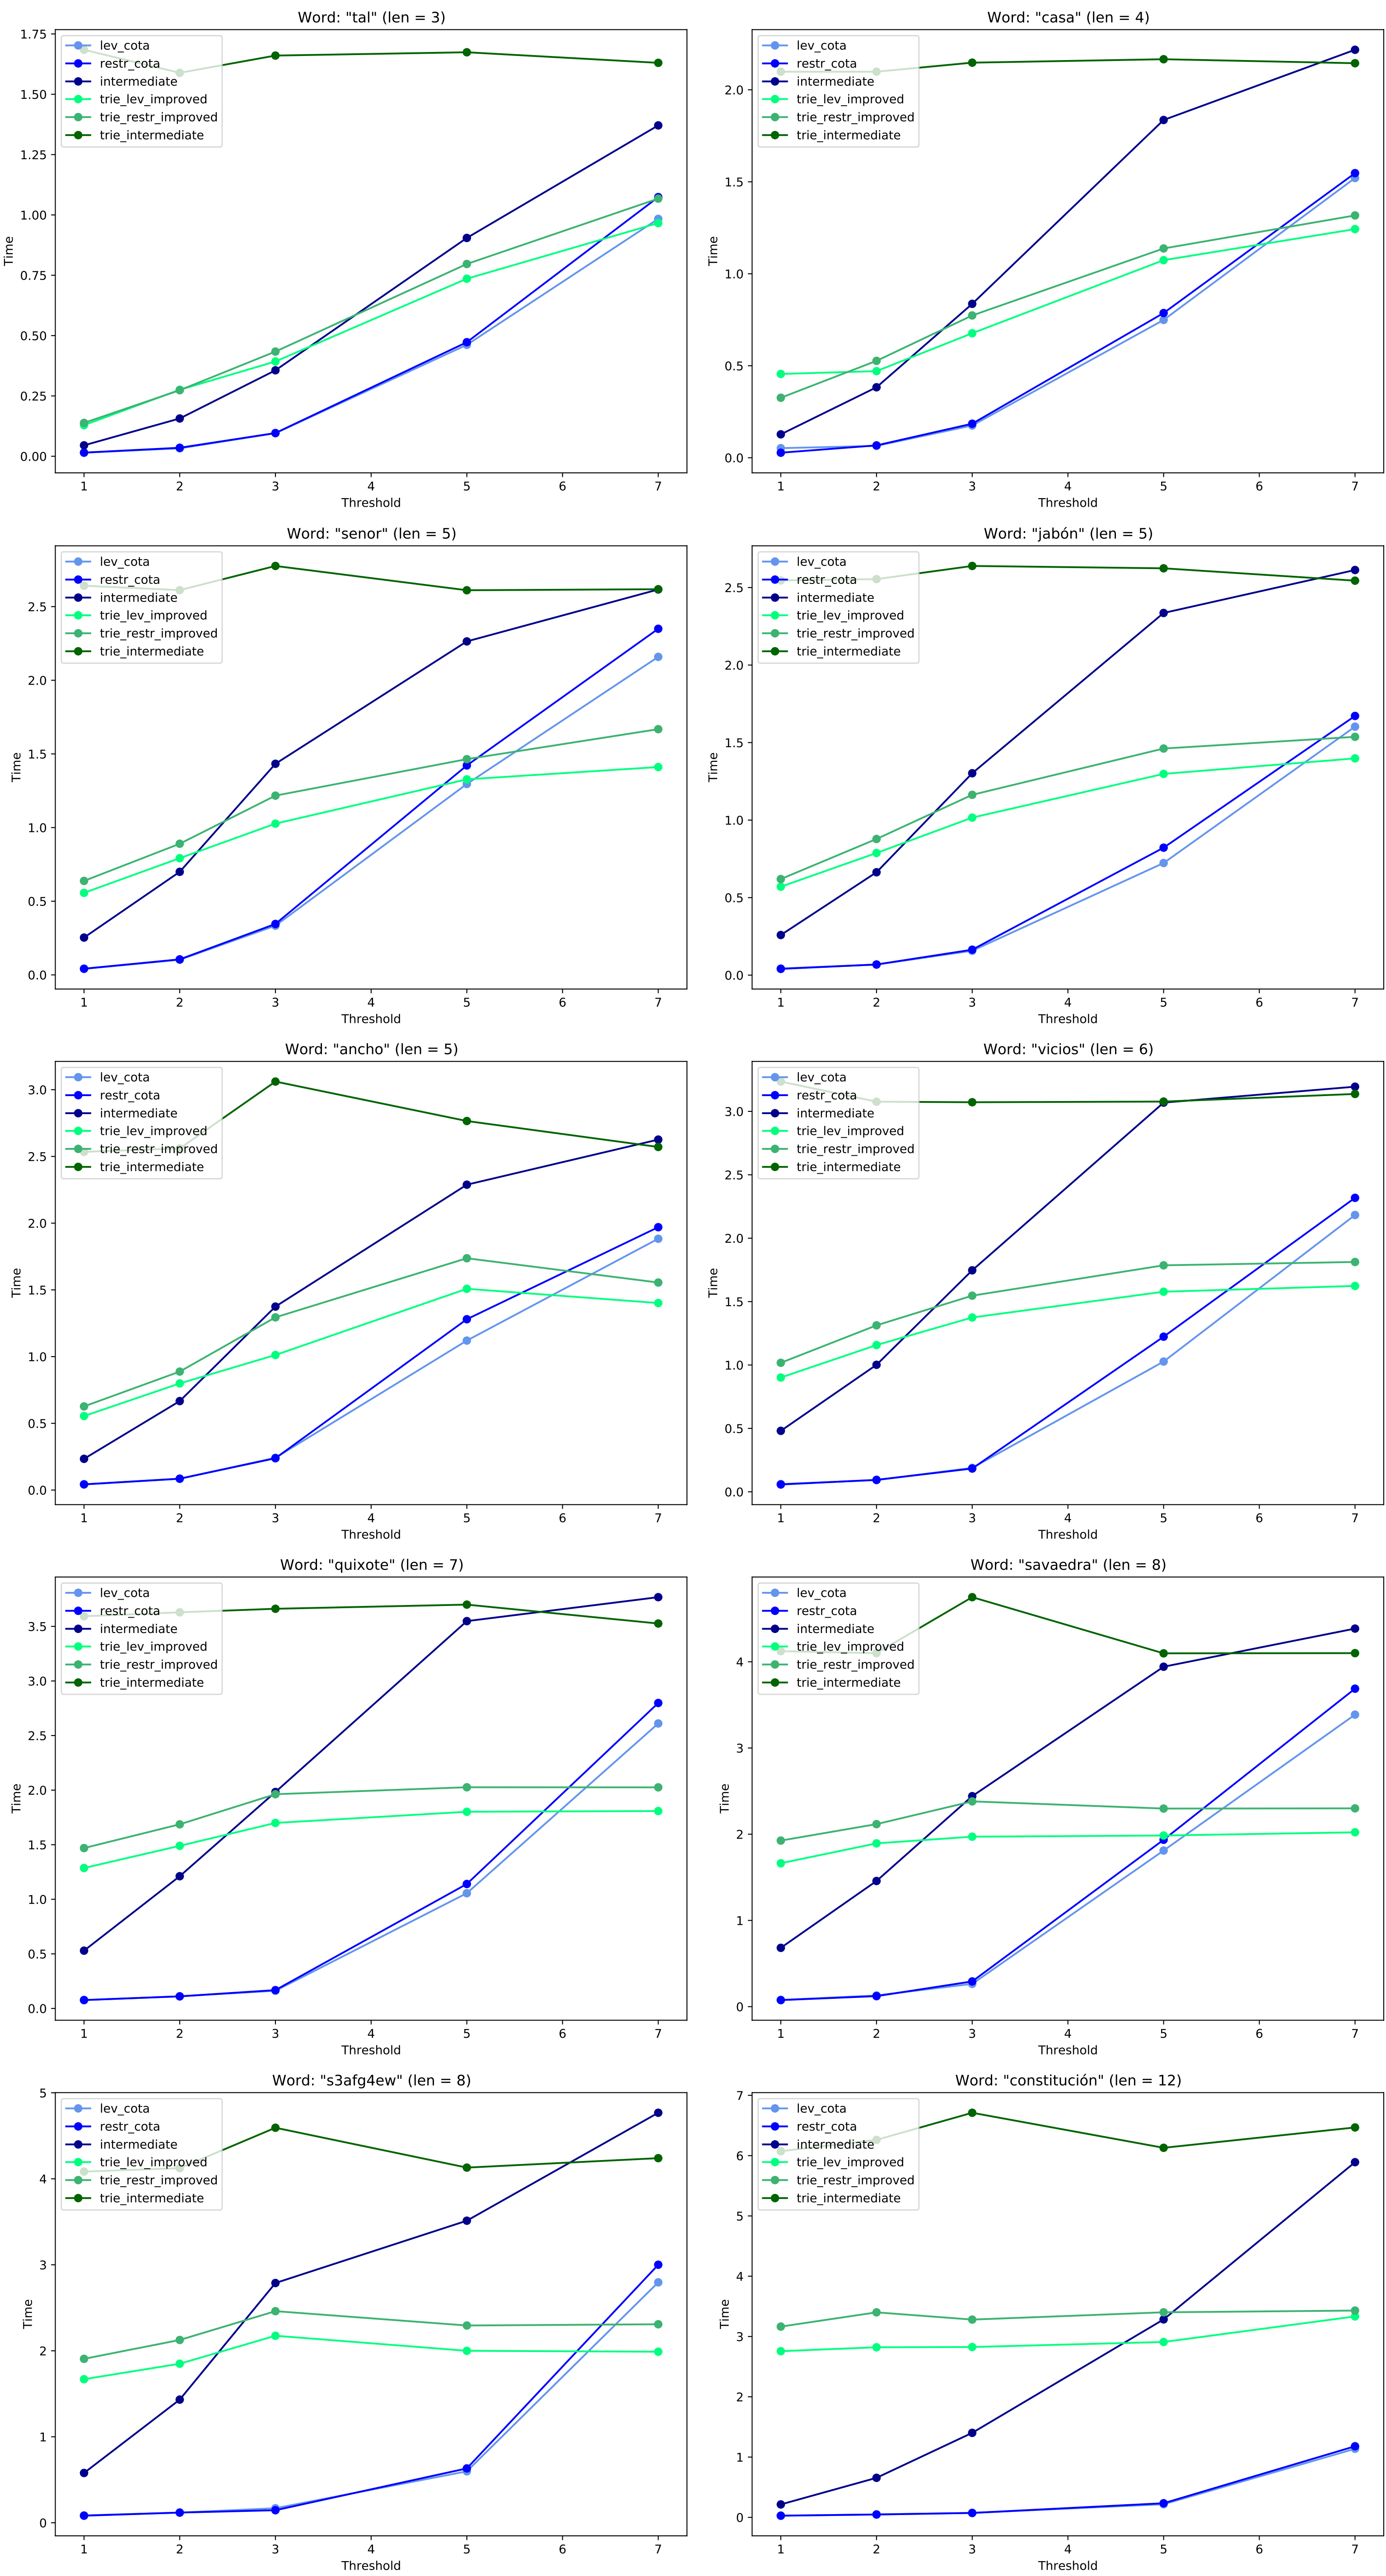 Word: "tal" (len = 3)
1.75
1.50
1.25
1.00
0.75
0.50
0.25
0.00
Time
lev_cota
restr_cota
intermediate
trie_lev_improved
trie_restr_improved
trie_intermediate
1 2 3 4 5 6 7
Threshold
Word: "casa" (len = 4)
2.0
1.5
1.0
0.5
0.0
Time
lev_cota
restr_cota
intermediate
trie_lev_improved
trie_restr_improved
trie_intermediate
1 2 3 4 5 6 7
Threshold
Word: "senor" (len = 5)
2.5
2.0
1.5
1.0
0.5
0.0
Time
lev_cota
restr_cota
intermediate
trie_lev_improved
trie_restr_improved
trie_intermediate
1 2 3 4 5 6 7
Threshold
Word: "jabón" (len = 5)
2.5
2.0
1.5
1.0
0.5
0.0
Time
lev_cota
restr_cota
intermediate
trie_lev_improved
trie_restr_improved
trie_intermediate
1 2 3 4 5 6 7
Threshold
Word: "ancho" (len = 5)
3.0
2.5
2.0
1.5
1.0
0.5
0.0
Time
lev_cota
restr_cota
intermediate
trie_lev_improved
trie_restr_improved
trie_intermediate
1 2 3 4 5 6 7
Threshold
Word: "vicios" (len = 6)
3.0
2.5
2.0
1.5
1.0
0.5
0.0
Time
lev_cota
restr_cota
intermediate
trie_lev_improved
trie_restr_improved
trie_intermediate
1 2 3 4 5 6 7
Threshold
Word: "quixote" (len = 7)
3.5
3.0
2.5
2.0
1.5
1.0
0.5
0.0
Time
lev_cota
restr_cota
intermediate
trie_lev_improved
trie_restr_improved
trie_intermediate
1 2 3 4 5 6 7
Threshold
Word: "savaedra" (len = 8)
4
3
2
1
0
Time
lev_cota
restr_cota
intermediate
trie_lev_improved
trie_restr_improved
trie_intermediate
1 2 3 4 5 6 7
Threshold
Word: "s3afg4ew" (len = 8)
5
4
3
2
1
0
Time
lev_cota
restr_cota
intermediate
trie_lev_improved
trie_restr_improved
trie_intermediate
1 2 3 4 5 6 7
Threshold
Word: "constitución" (len = 12)
7
6
5
4
3
2
1
0
Time
lev_cota
restr_cota
intermediate
trie_lev_improved
trie_restr_improved
trie_intermediate
1 2 3 4 5 6 7
Threshold